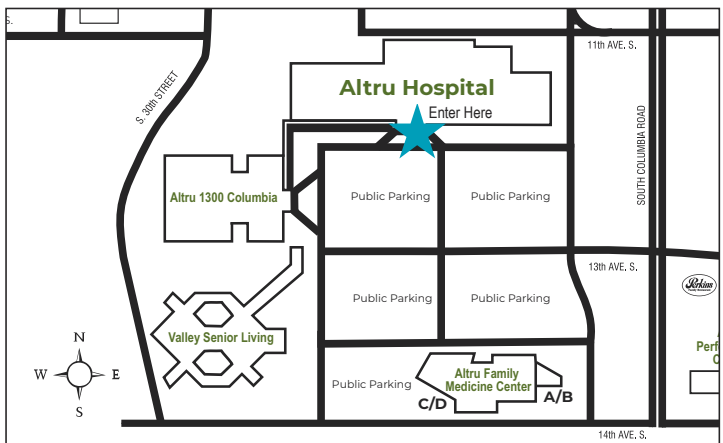 S.
11th AVE. S.
S. 30th STREET
Altru Hospital
Enter Here
SOUTH COLUMBIA ROAD
Altru 1300 Columbia
Public Parking
Public Parking
13th AVE. S.
Perkins
Public Parking
Public Parking
Valley Senior Living
N
W
E
S
Perf
C
Public Parking
Altru Family
Medicine Center
A/B
C/D
14th AVE. S.